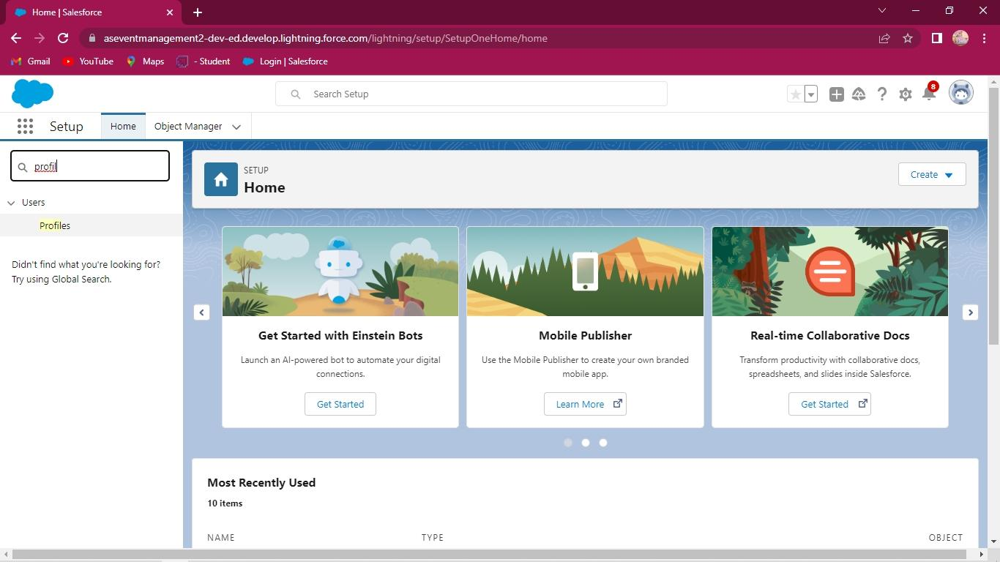 Home | Salesforce
aseventmanagement2-dev-ed.develop.lightning.force.com/lightning/setup/SetupOneHome/home
Gmail YouTube Maps - Student Login | Salesforce
Search Setup
8
Setup Home Object Manager
profil
Users
Profiles
Didn't find what you're looking for?
Try using Global Search.
SETUP
Home
Create
Get Started with Einstein Bots
Launch an AI-powered bot to automate your digital
connections.
Get Started
Mobile Publisher
Use the Mobile Publisher to create your own branded
mobile app.
Learn More
Real-time Collaborative Docs
Transform productivity with collaborative docs,
spreadsheets, and slides inside Salesforce.
Get Started
Most Recently Used
10 items
NAME TYPE OBJECT